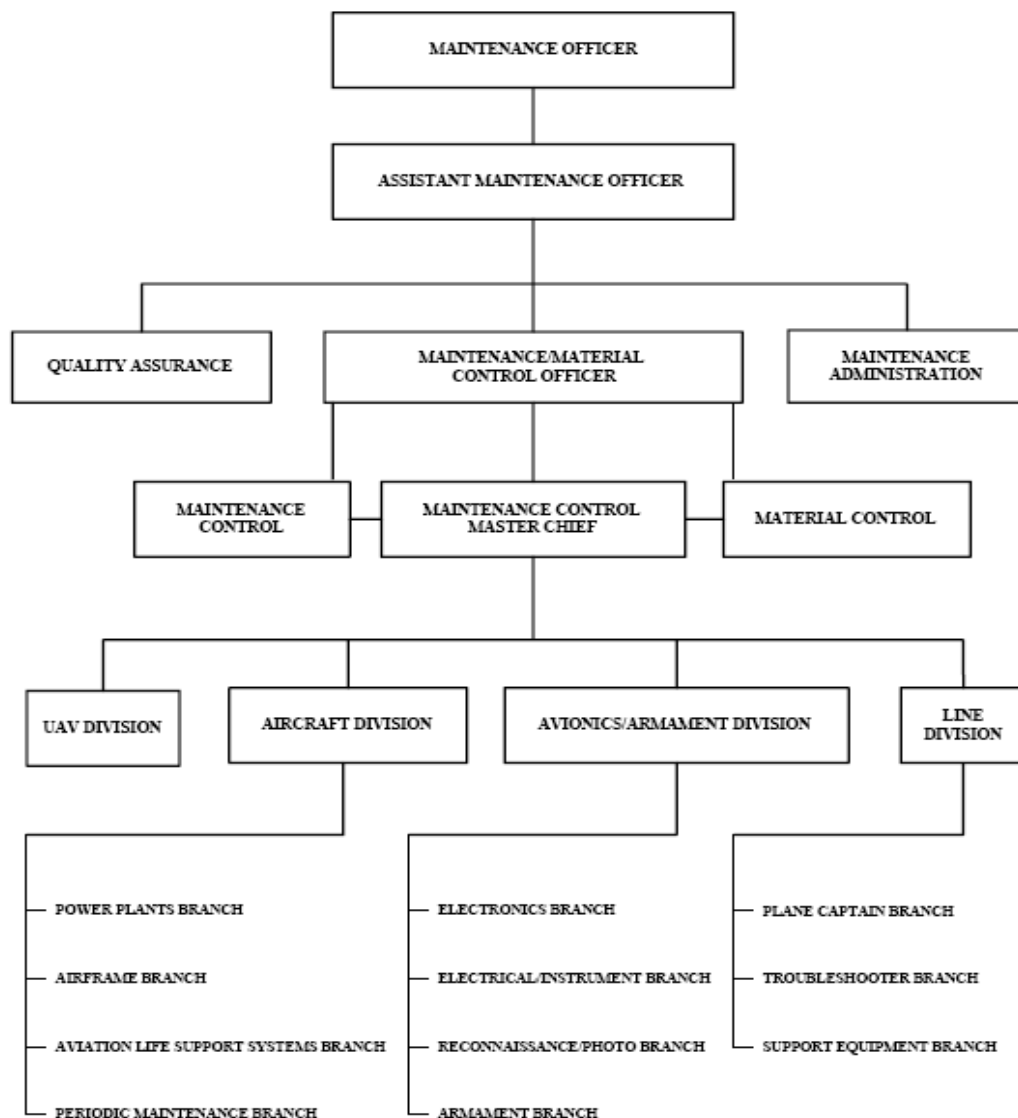 MAINTENANCE OFFICER
ASSISTANT MAINTENANCE OFFICER
QUALITY ASSURANCE
MAINTENANCE/MATERIAL
CONTROL OFFICER
MAINTENANCE
ADMINISTRATION
MAINTENANCE
CONTROL
MAINTENANCE CONTROL
MASTER CHIEF
MATERIAL CONTROL
UAV DIVISION
AIRCRAFT DIVISION
AVIONICS/ARMAMENT DIVISION
LINE
DIVISION
POWER PLANTS BRANCH
AIRFRAME BRANCH
AVIATION LIFE SUPPORT SYSTEMS BRANCH
PERIODIC MAINTENANCE BRANCH
ELECTRONICS BRANCH
ELECTRICAL/INSTRUMENT BRANCH
RECONNAISSANCE/PHOTO BRANCH
ARMAMENT BRANCH
PLANE CAPTAIN BRANCH
TROUBLESHOOTER BRANCH
SUPPORT EQUIPMENT BRANCH